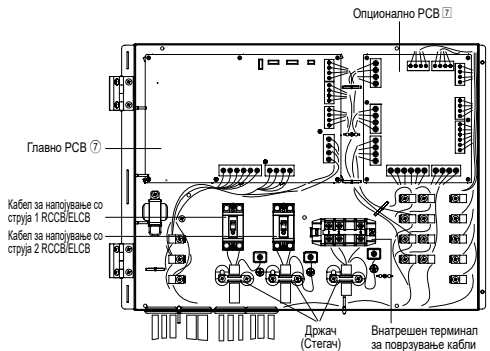 Опционално PCB 7
Главно PCB 7
Кабел за напојување со
струја 1 RCCB/ELCB
Кабел за напојување со
струја 2 RCCB/ELCB
Држач
(Стегач)
Внатрешен терминал
за поврзување кабли